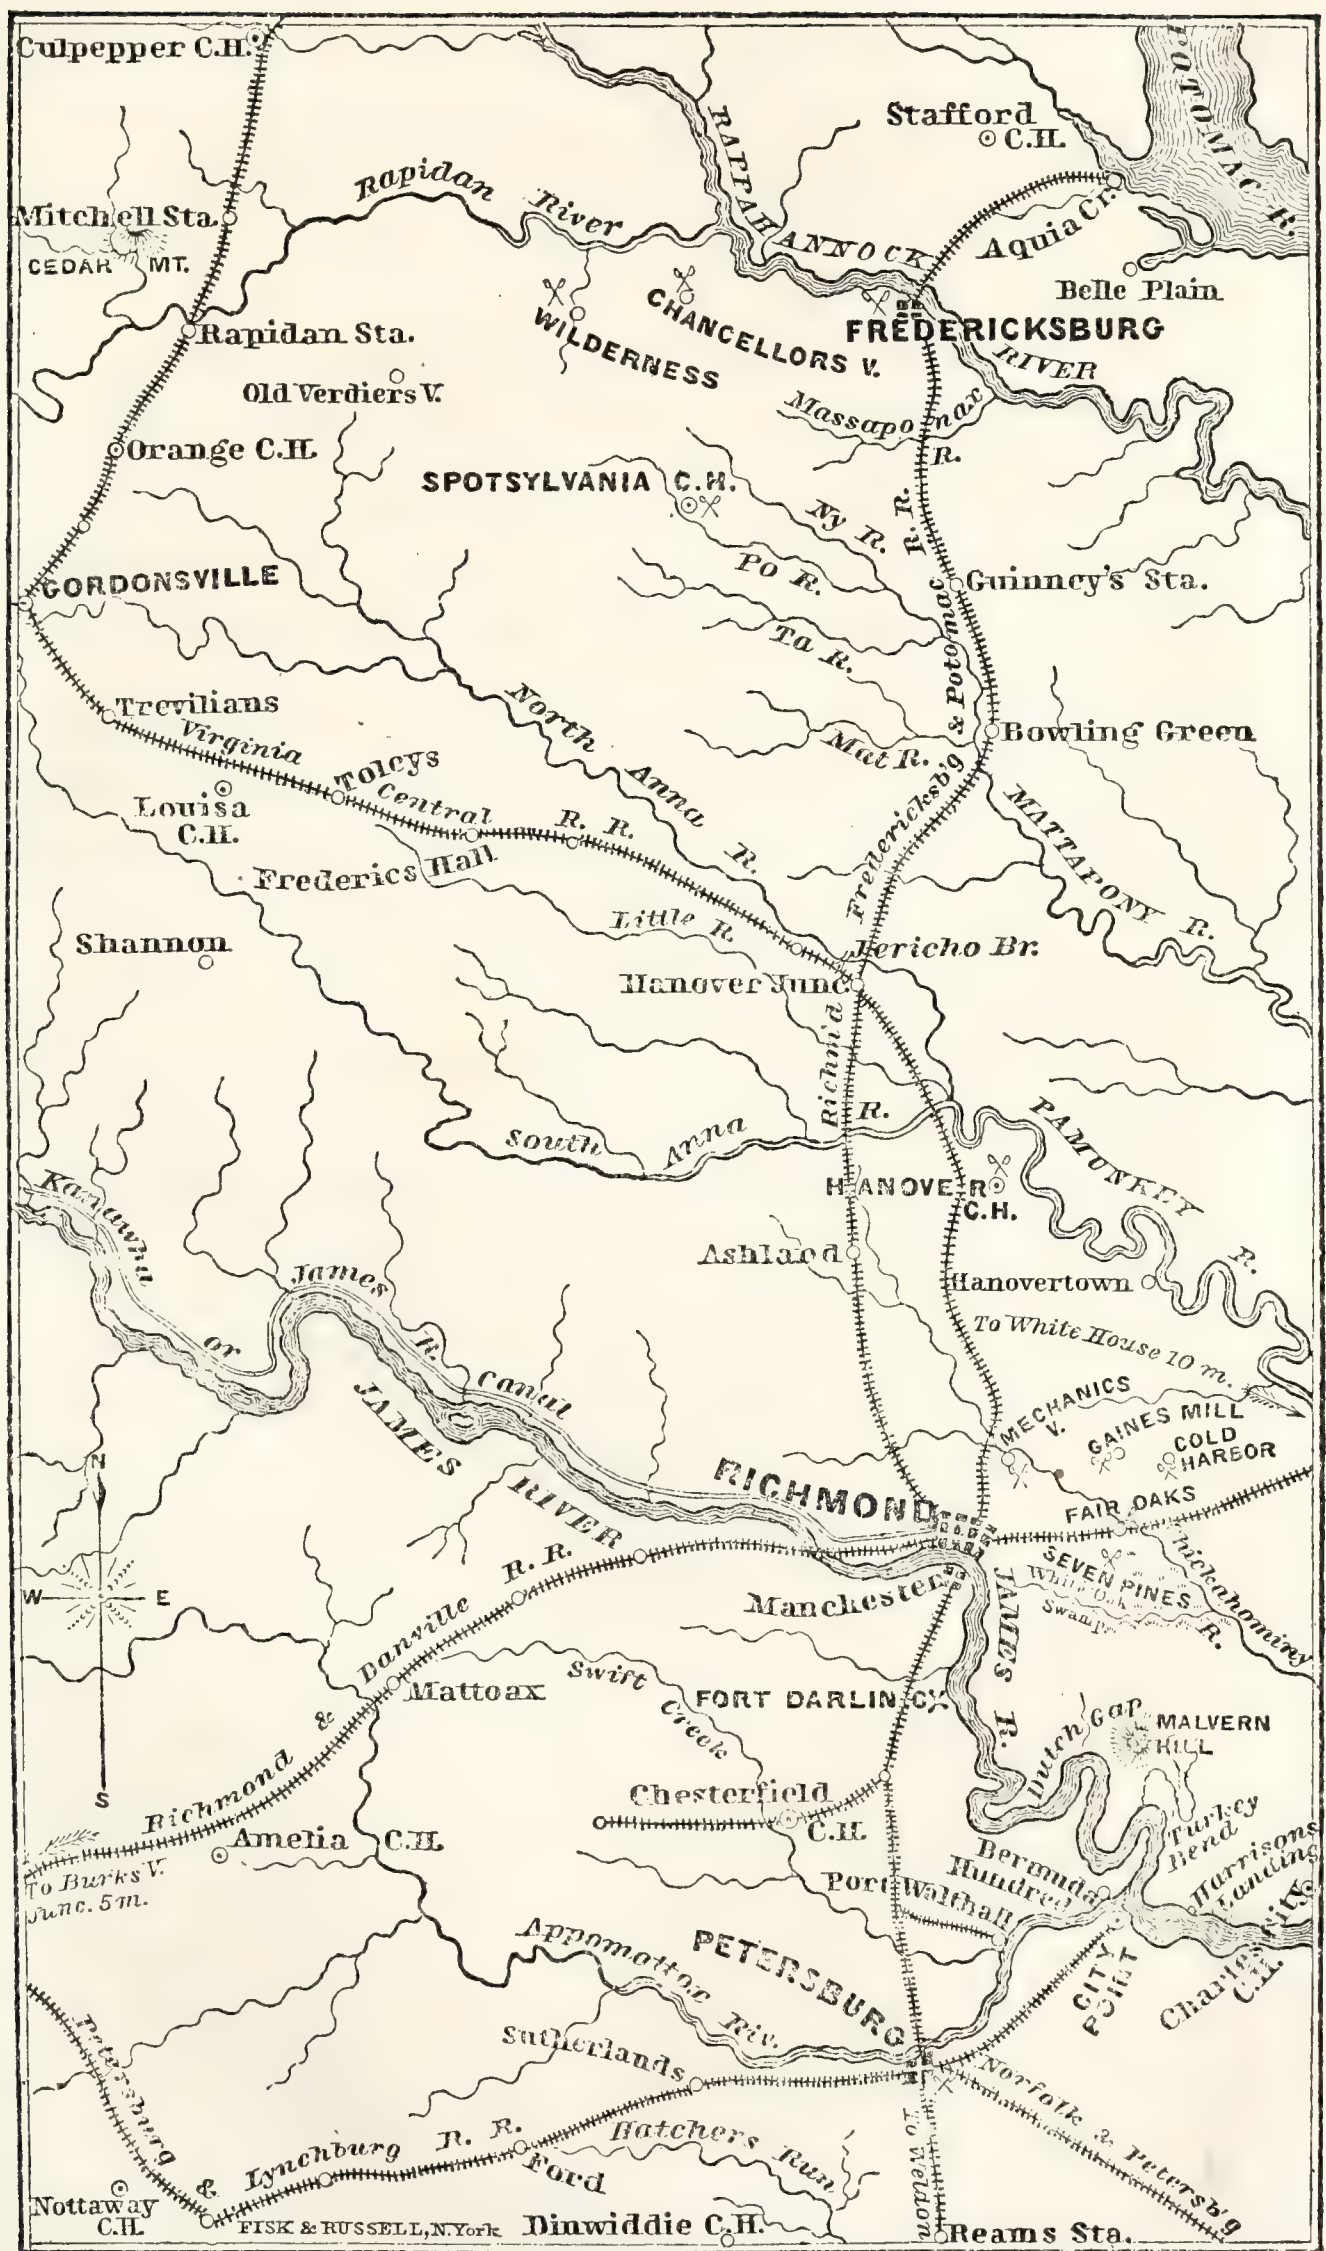 Culpepper C.H.
POTOMAC R.
Stafford
C.H.
RAPPAHANNOCK
RIVER
Rapidan River
Mitchell Sta.
CEDAR MT.
Aquia Cr.
Belle Plain
WILDERNESS
CHANCELLORS V.
FREDERICKSBURG
Rapidan Sta.
Old Verdiers V.
Massaponax
R.
Orange C.H.
SPOTSYLVANIA C.H.
Ny R.
Po R.
Ta R.
Mat R.
Guinney's Sta.
GORDONSVILLE
Richm'd Fredericksb'g & Potomac R. R.
Trevilians
Bowling Green
Virginia Central R. R.
Tolcys
Louisa
C.H.
Frederics Hall
North Anna R.
MATTAPONY R.
Little R.
Shannon
Jericho Br.
Hanover Junc.
South Anna R.
PAMUNKEY R.
HANOVER
C.H.
Ashland
Hanovertown
To White House 10 m.
Kanawha or James R. Canal
JAMES RIVER
MECHANICS
V.
GAINES MILL
COLD
HARBOR
RICHMOND
FAIR OAKS
SEVEN PINES
White Oak
Swamp
Chickahominy
R.
Manchester
JAMES R.
N
W
E
S
Richmond & Danville R. R.
Mattoax
Swift
Creek
FORT DARLING
Dutch Gap
MALVERN
HILL
Chesterfield
C.H.
Turkey
Bend
Harrisons
Landing
Amelia C.H.
To Burks V.
Junc. 5 m.
Bermuda
Hundred
Port Walthall
Charles City
C.H.
CITY
POINT
Appomattox Riv.
PETERSBURG
Sutherlands
Norfolk & Petersb'g
Petersburg & Lynchburg R. R.
Hatchers Run
Ford
To Weldon
Nottaway
C.H.
FISK & RUSSELL, N. York
Dinwiddie C.H.
Reams Sta.